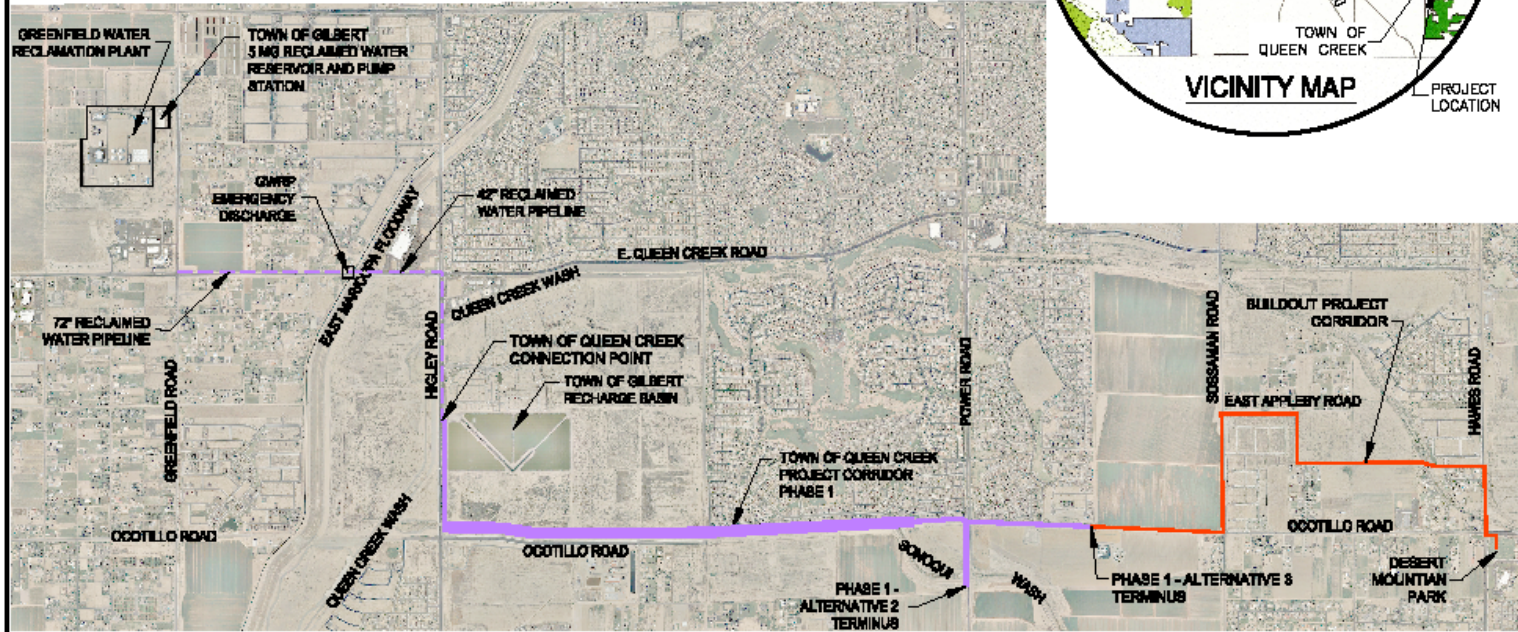 GREENFIELD WATER
RECLAMATION PLANT
TOWN OF GILBERT
5 MG RECLAIMED WATER
RESERVOIR AND PUMP
STATION
TOWN OF
QUEEN CREEK
VICINITY MAP
PROJECT
LOCATION
GWRP
EMERGENCY
DISCHARGE
42" RECLAIMED
WATER PIPELINE
EAST MARICOPA FLOODWAY
E. QUEEN CREEK ROAD
QUEEN CREEK WASH
72" RECLAIMED
WATER PIPELINE
GREENFIELD ROAD
HIGLEY ROAD
TOWN OF QUEEN CREEK
CONNECTION POINT
TOWN OF GILBERT
RECHARGE BASIN
POWER ROAD
SOSSAMAN ROAD
BUILDOUT PROJECT
CORRIDOR
EAST APPLEBY ROAD
HAWES ROAD
TOWN OF QUEEN CREEK
PROJECT CORRIDOR
PHASE 1
OCOTILLO ROAD
QUEEN CREEK WASH
OCOTILLO ROAD
SONOQUI
WASH
OCOTILLO ROAD
PHASE 1 -
ALTERNATIVE 2
TERMINUS
PHASE 1 - ALTERNATIVE 3
TERMINUS
DESERT
MOUNTIAN
PARK